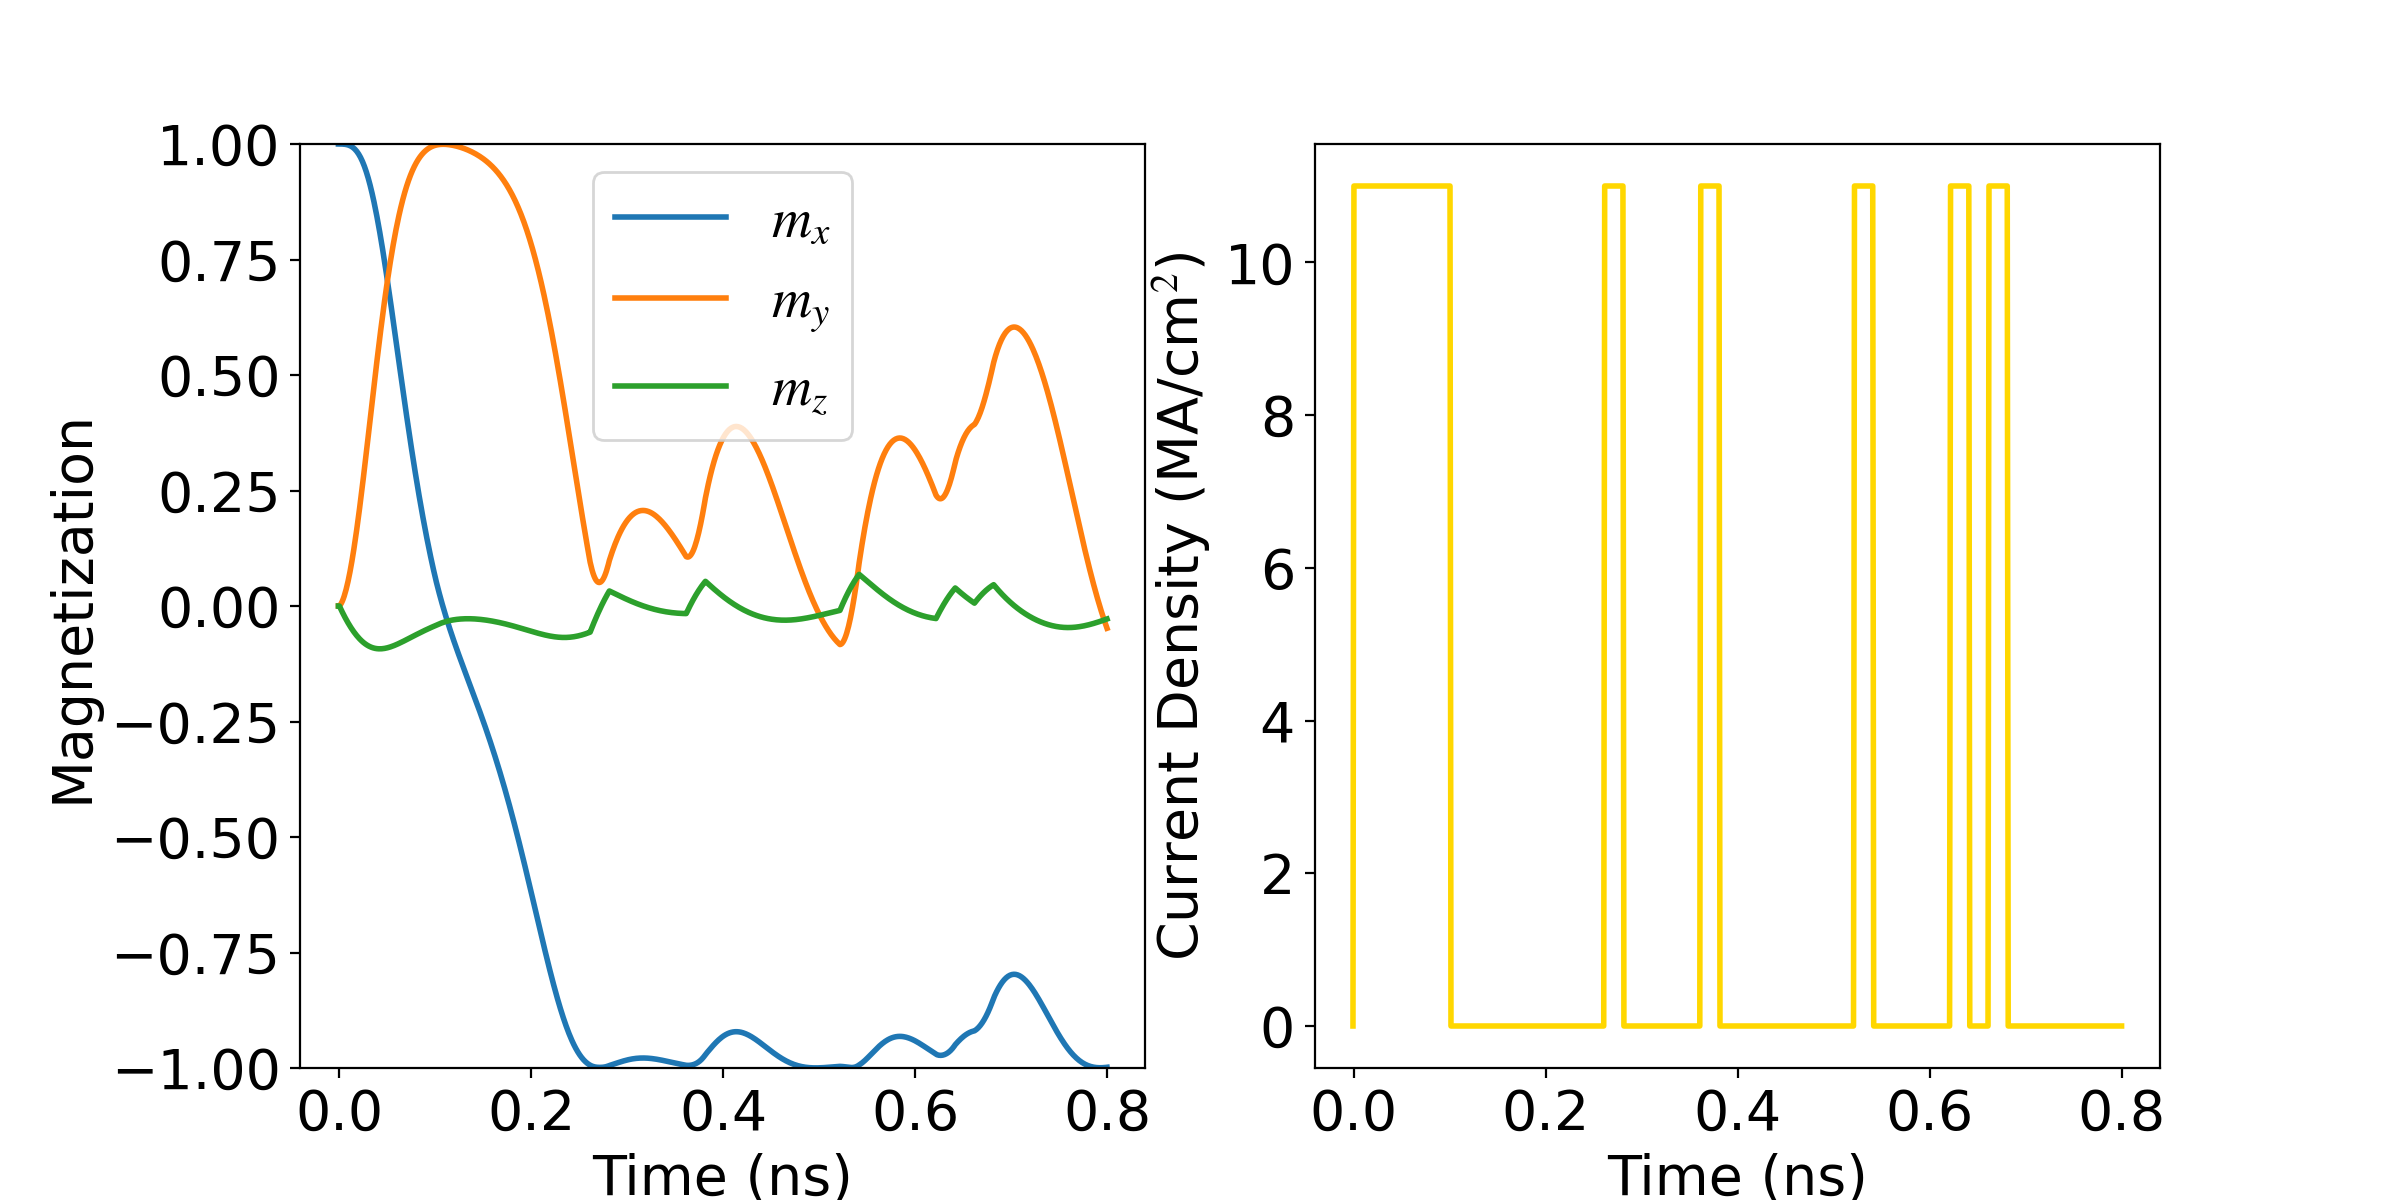 Magnetization
1.00
0.75
0.50
0.25
0.00
−0.25
−0.50
−0.75
−1.00
0.0 0.2 0.4 0.6 0.8
Time (ns)
m_x
m_y
m_z
Current Density (MA/cm²)
10
8
6
4
2
0
0.0 0.2 0.4 0.6 0.8
Time (ns)